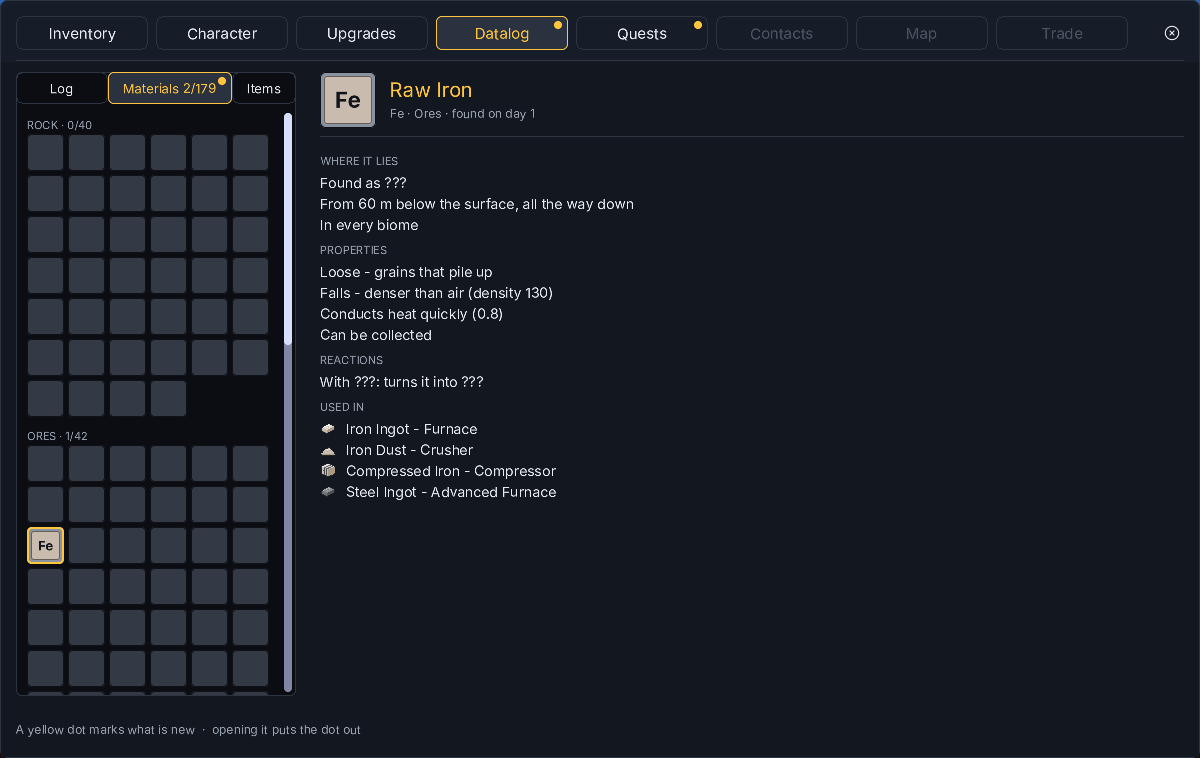 Inventory
Character
Upgrades
Datalog
Quests
Contacts
Map
Trade
Log
Materials 2/179
Items
ROCK · 0/40
ORES · 1/42
Fe
Fe
Raw Iron
Fe · Ores · found on day 1
WHERE IT LIES
Found as ???
From 60 m below the surface, all the way down
In every biome
PROPERTIES
Loose - grains that pile up
Falls - denser than air (density 130)
Conducts heat quickly (0.8)
Can be collected
REACTIONS
With ???: turns it into ???
USED IN
Iron Ingot - Furnace
Iron Dust - Crusher
Compressed Iron - Compressor
Steel Ingot - Advanced Furnace
A yellow dot marks what is new · opening it puts the dot out